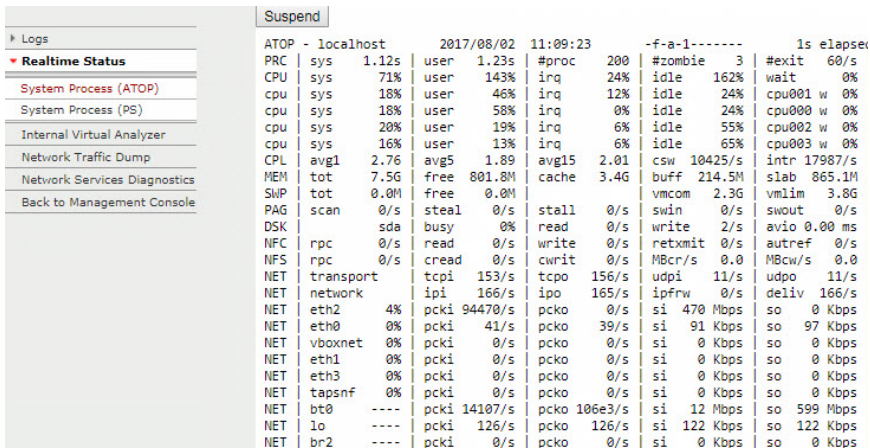 Suspend
Logs
Realtime Status
System Process (ATOP)
System Process (PS)
Internal Virtual Analyzer
Network Traffic Dump
Network Services Diagnostics
Back to Management Console
ATOP - localhost 2017/08/02 11:09:23 -f-a-1------- 1s elapsed
PRC | sys 1.12s | user 1.23s | #proc 200 | #zombie 3 | #exit 60/s
CPU | sys 71% | user 143% | irq 24% | idle 162% | wait 0%
cpu | sys 18% | user 46% | irq 12% | idle 24% | cpu001 w 0%
cpu | sys 18% | user 58% | irq 0% | idle 24% | cpu000 w 0%
cpu | sys 20% | user 19% | irq 6% | idle 55% | cpu002 w 0%
cpu | sys 16% | user 13% | irq 6% | idle 65% | cpu003 w 0%
CPL | avg1 2.76 | avg5 1.89 | avg15 2.01 | csw 10425/s | intr 17987/s
MEM | tot 7.5G | free 801.8M | cache 3.4G | buff 214.5M | slab 865.1M
SWP | tot 0.0M | free 0.0M | | vmcom 2.3G | vmlim 3.8G
PAG | scan 0/s | steal 0/s | stall 0/s | swin 0/s | swout 0/s
DSK | sda | busy 0% | read 0/s | write 2/s | avio 0.00 ms
NFC | rpc 0/s | read 0/s | write 0/s | retxmit 0/s | autref 0/s
NFS | rpc 0/s | cread 0/s | cwrit 0/s | MBcr/s 0.0 | MBcw/s 0.0
NET | transport | tcpi 153/s | tcpo 156/s | udpi 11/s | udpo 11/s
NET | network | ipi 166/s | ipo 165/s | ipfrw 0/s | deliv 166/s
NET | eth2 4% | pcki 94470/s | pcko 0/s | si 470 Mbps | so 0 Kbps
NET | eth0 0% | pcki 41/s | pcko 39/s | si 91 Kbps | so 97 Kbps
NET | vboxnet 0% | pcki 0/s | pcko 0/s | si 0 Kbps | so 0 Kbps
NET | eth1 0% | pcki 0/s | pcko 0/s | si 0 Kbps | so 0 Kbps
NET | eth3 0% | pcki 0/s | pcko 0/s | si 0 Kbps | so 0 Kbps
NET | tapsnf 0% | pcki 0/s | pcko 0/s | si 0 Kbps | so 0 Kbps
NET | bt0 ---- | pcki 14107/s | pcko 106e3/s | si 12 Mbps | so 599 Mbps
NET | lo ---- | pcki 126/s | pcko 126/s | si 122 Kbps | so 122 Kbps
NET | br2 ---- | pcki 0/s | pcko 0/s | si 0 Kbps | so 0 Kbps